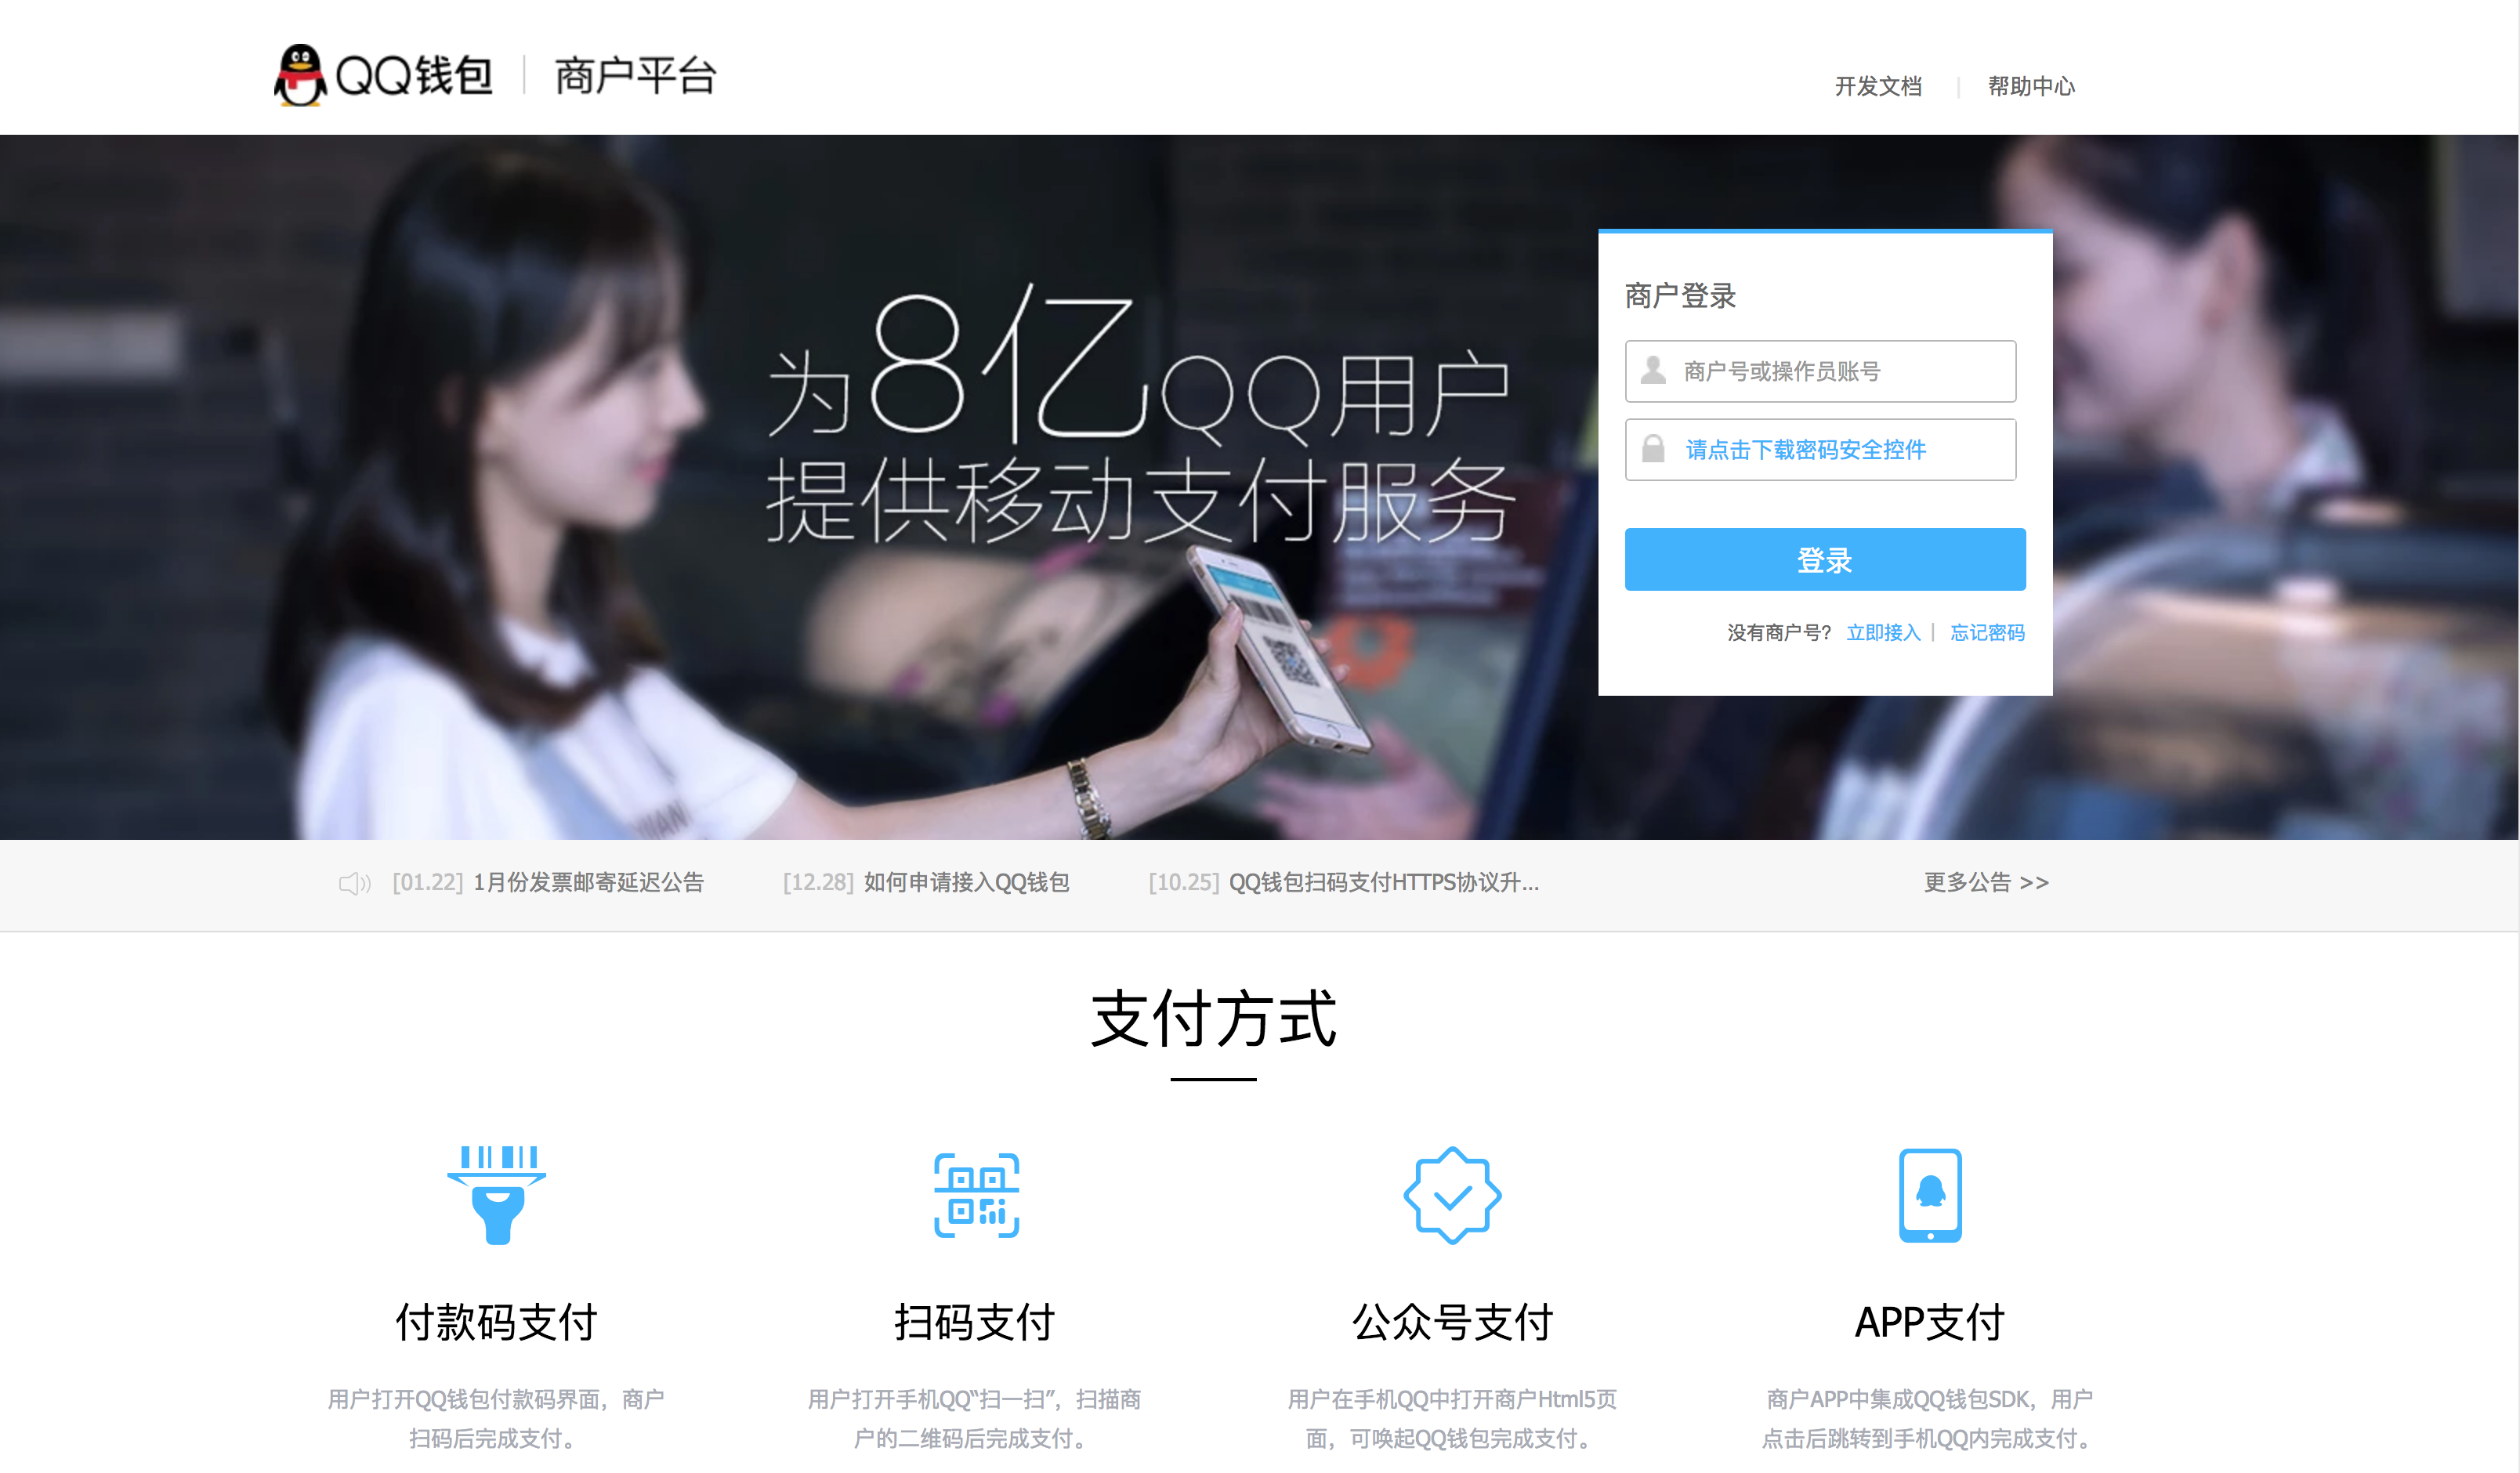 QQ钱包 商户平台
开发文档 帮助中心
为8亿QQ用户
提供移动支付服务
商户登录
商户号或操作员账号
请点击下载密码安全控件
登录
没有商户号? 立即接入 | 忘记密码
[01.22] 1月份发票邮寄延迟公告 [12.28] 如何申请接入QQ钱包 [10.25] QQ钱包扫码支付HTTPS协议升... 更多公告 >>
支付方式
付款码支付
用户打开QQ钱包付款码界面，商户
扫码后完成支付。
扫码支付
用户打开手机QQ“扫一扫”，扫描商
户的二维码后完成支付。
公众号支付
用户在手机QQ中打开商户Html5页
面，可唤起QQ钱包完成支付。
APP支付
商户APP中集成QQ钱包SDK，用户
点击后跳转到手机QQ内完成支付。